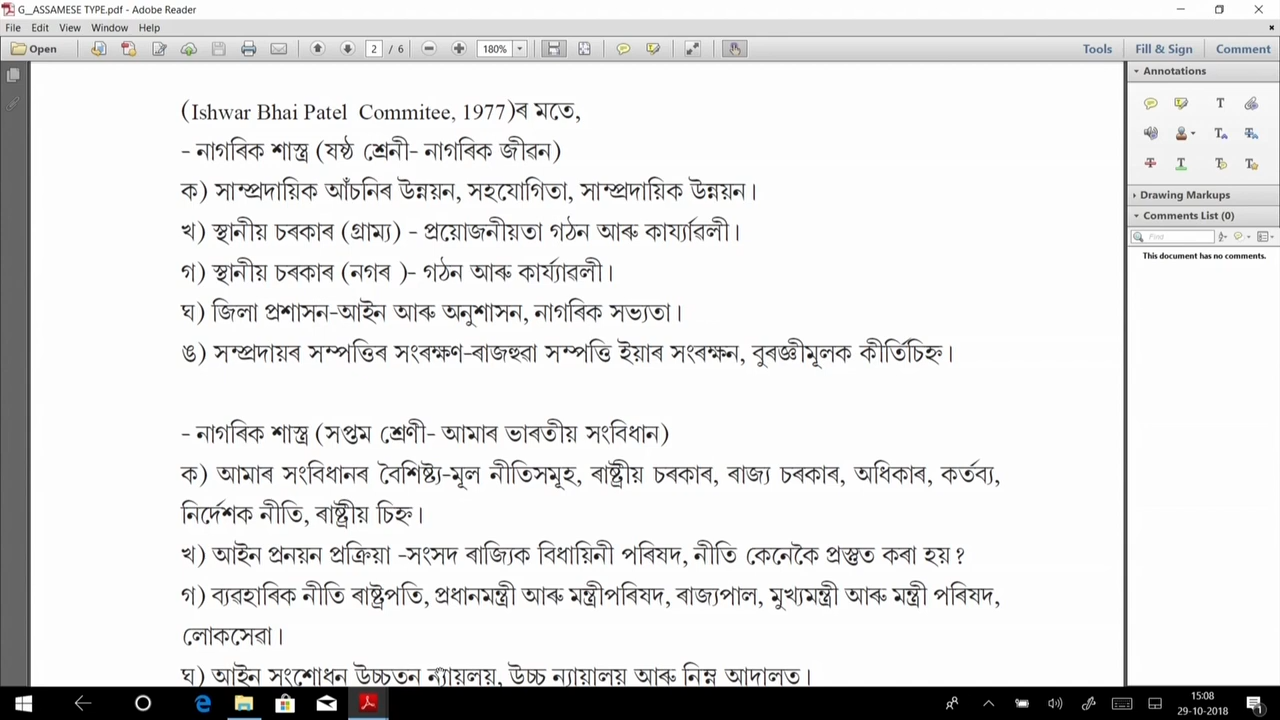 G__ASSAMESE TYPE.pdf - Adobe Reader
File Edit View Window Help
Open 2 / 6 180% Tools Fill & Sign Comment
Annotations
(Ishwar Bhai Patel Commitee, 1977)ৰ মতে,
- নাগৰিক শাস্ত্ৰ (যষ্ঠ শ্ৰেনী- নাগৰিক জীৱন)
ক) সাম্প্ৰদায়িক আঁচনিৰ উন্নয়ন, সহযোগিতা, সাম্প্ৰদায়িক উন্নয়ন।
খ) স্থানীয় চৰকাৰ (গ্ৰাম্য) - প্ৰয়োজনীয়তা গঠন আৰু কাৰ্য্যাৱলী।
গ) স্থানীয় চৰকাৰ (নগৰ )- গঠন আৰু কাৰ্য্যাৱলী।
ঘ) জিলা প্ৰশাসন-আইন আৰু অনুশাসন, নাগৰিক সভ্যতা।
ঙ) সম্প্ৰদায়ৰ সম্পত্তিৰ সংৰক্ষণ-ৰাজহুৱা সম্পত্তি ইয়াৰ সংৰক্ষন, বুৰঞ্জীমূলক কীৰ্তিচিহ্ন।
- নাগৰিক শাস্ত্ৰ (সপ্তম শ্ৰেণী- আমাৰ ভাৰতীয় সংবিধান)
ক) আমাৰ সংবিধানৰ বৈশিষ্ট্য-মূল নীতিসমূহ, ৰাষ্ট্ৰীয় চৰকাৰ, ৰাজ্য চৰকাৰ, অধিকাৰ, কৰ্তব্য,
নিৰ্দেশক নীতি, ৰাষ্ট্ৰীয় চিহ্ন।
খ) আইন প্ৰনয়ন প্ৰক্ৰিয়া -সংসদ ৰাজ্যিক বিধায়িনী পৰিষদ, নীতি কেনেকৈ প্ৰস্তুত কৰা হয় ?
গ) ব্যৱহাৰিক নীতি ৰাষ্ট্ৰপতি, প্ৰধানমন্ত্ৰী আৰু মন্ত্ৰীপৰিষদ, ৰাজ্যপাল, মুখ্যমন্ত্ৰী আৰু মন্ত্ৰী পৰিষদ,
লোকসেৱা।
ঘ) আইন সংশোধন উচ্চতন ন্যায়লয়, উচ্চ ন্যায়ালয় আৰু নিম্ন আদালত।
Drawing Markups
Comments List (0)
Find
This document has no comments.
15:08
29-10-2018